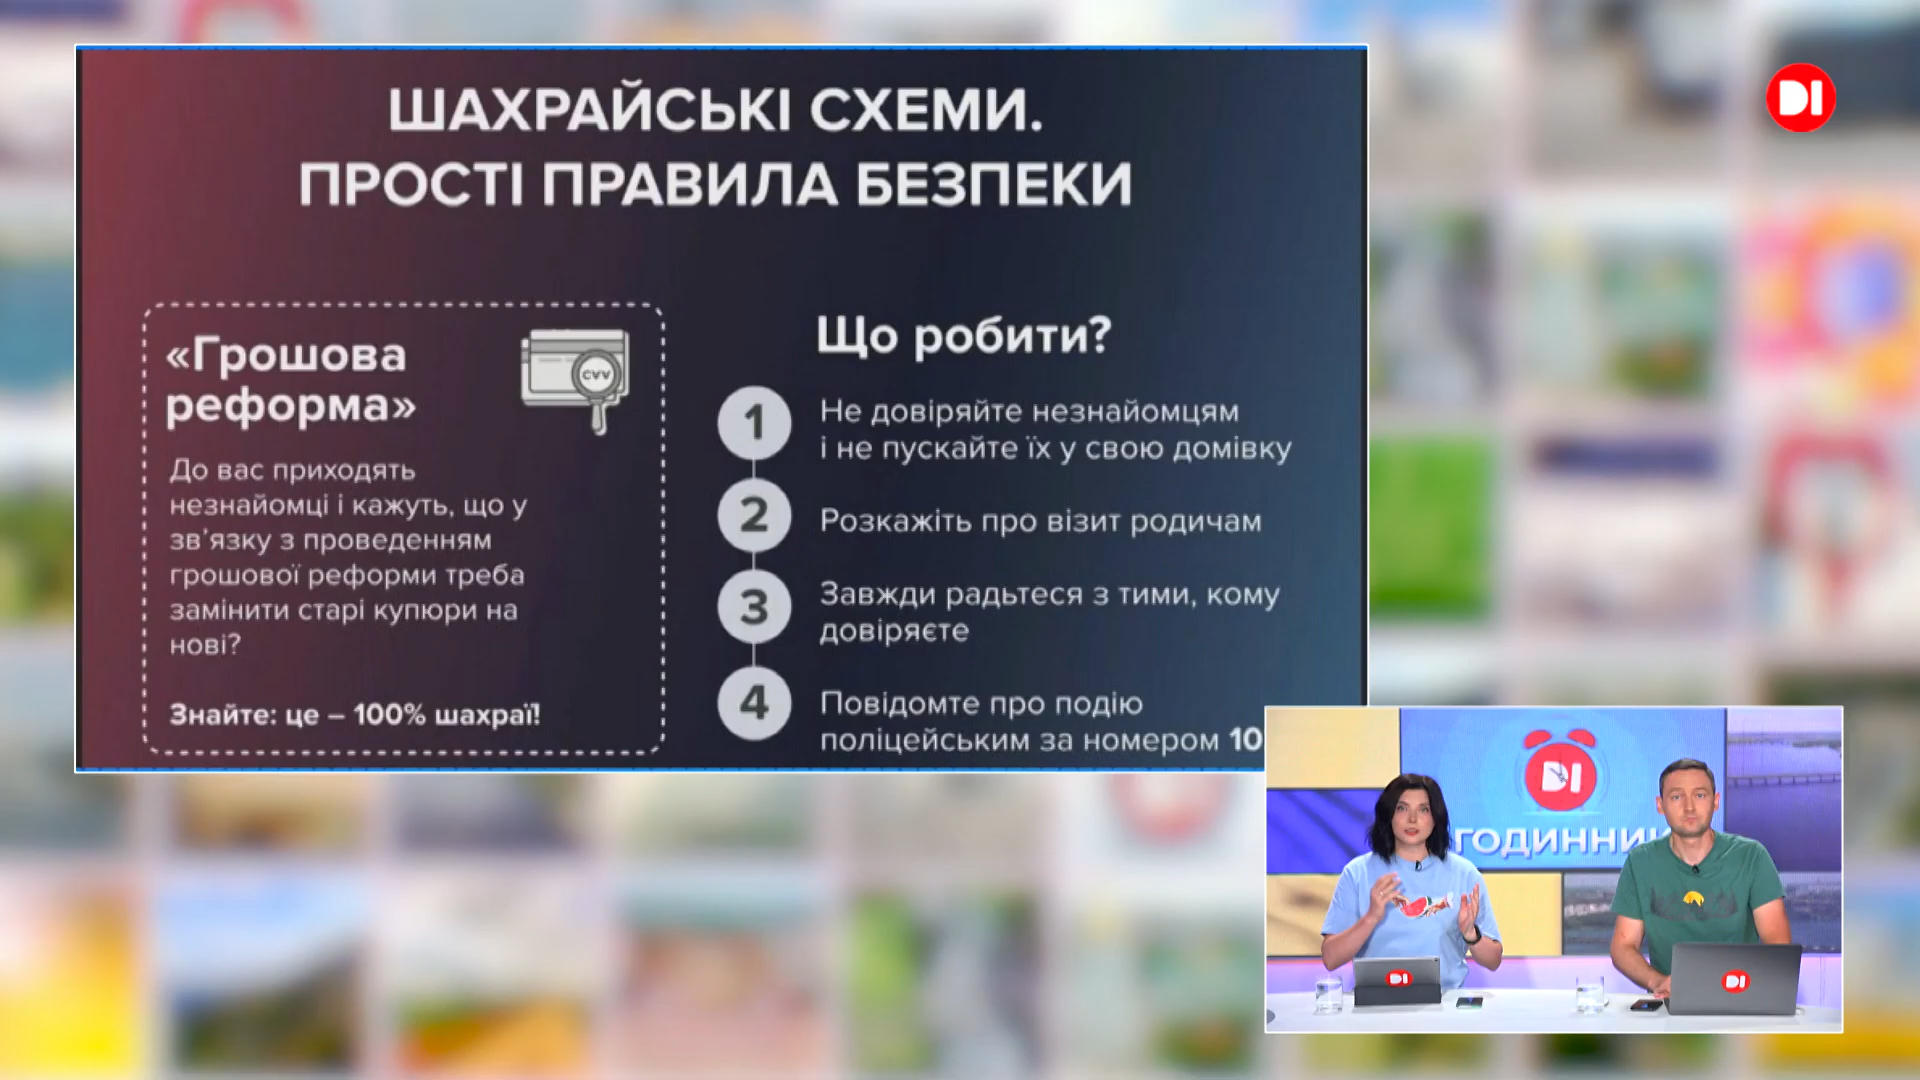 ШАХРАЙСЬКІ СХЕМИ.
ПРОСТІ ПРАВИЛА БЕЗПЕКИ
«Грошова
реформа»
CVV
До вас приходять
незнайомці і кажуть, що у
зв’язку з проведенням
грошової реформи треба
замінити старі купюри на
нові?
Знайте: це – 100% шахраї!
Що робити?
1
Не довіряйте незнайомцям
і не пускайте їх у свою домівку
2
Розкажіть про візит родичам
3
Завжди радьтеся з тими, кому
довіряєте
4
Повідомте про подію
поліцейським за номером 10
DI
DI
ГОДИННИК
DI
DI